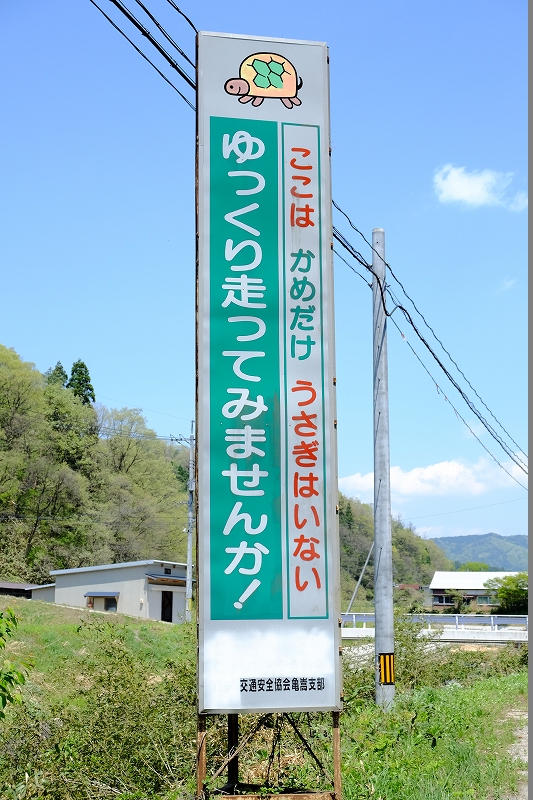 ここは かめだけ うさぎはいない
ゆっくり走ってみませんか!
交通安全協会亀嵩支部